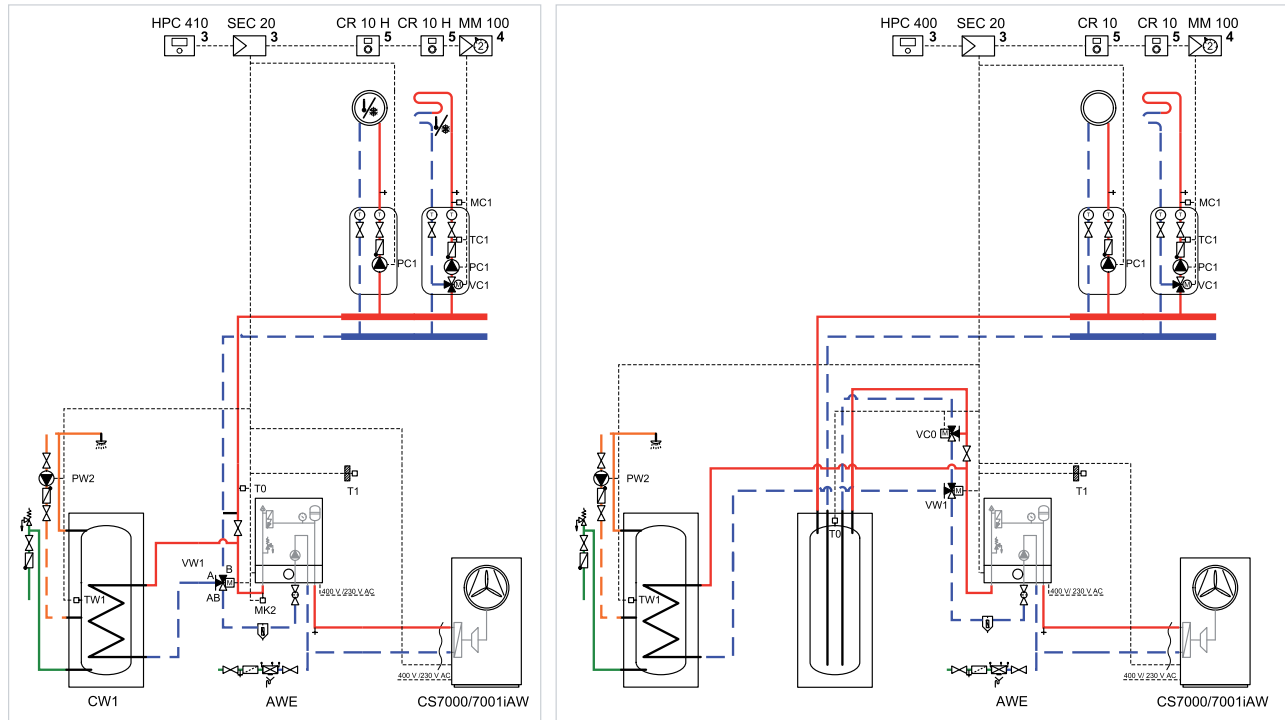 HPC 410 SEC 20 CR 10 H CR 10 H MM 100
3 3 5 5 4
2
T T T T
MC1
TC1
PC1 PC1
M VC1
PW2
T0
T1
VW1
A B
M
AB
TW1
MK2
400 V /230 V AC
400 V /230 V AC
CW1 AWE CS7000/7001iAW
HPC 400 SEC 20 CR 10 CR 10 MM 100
3 3 5 5 4
2
T T T T
MC1
TC1
PC1 PC1
M VC1
VC0 M
PW2
T1
M
VW1
T0
TW1
400 V/ 230 V AC
400 V/ 230 V AC
AWE CS7000/7001iAW